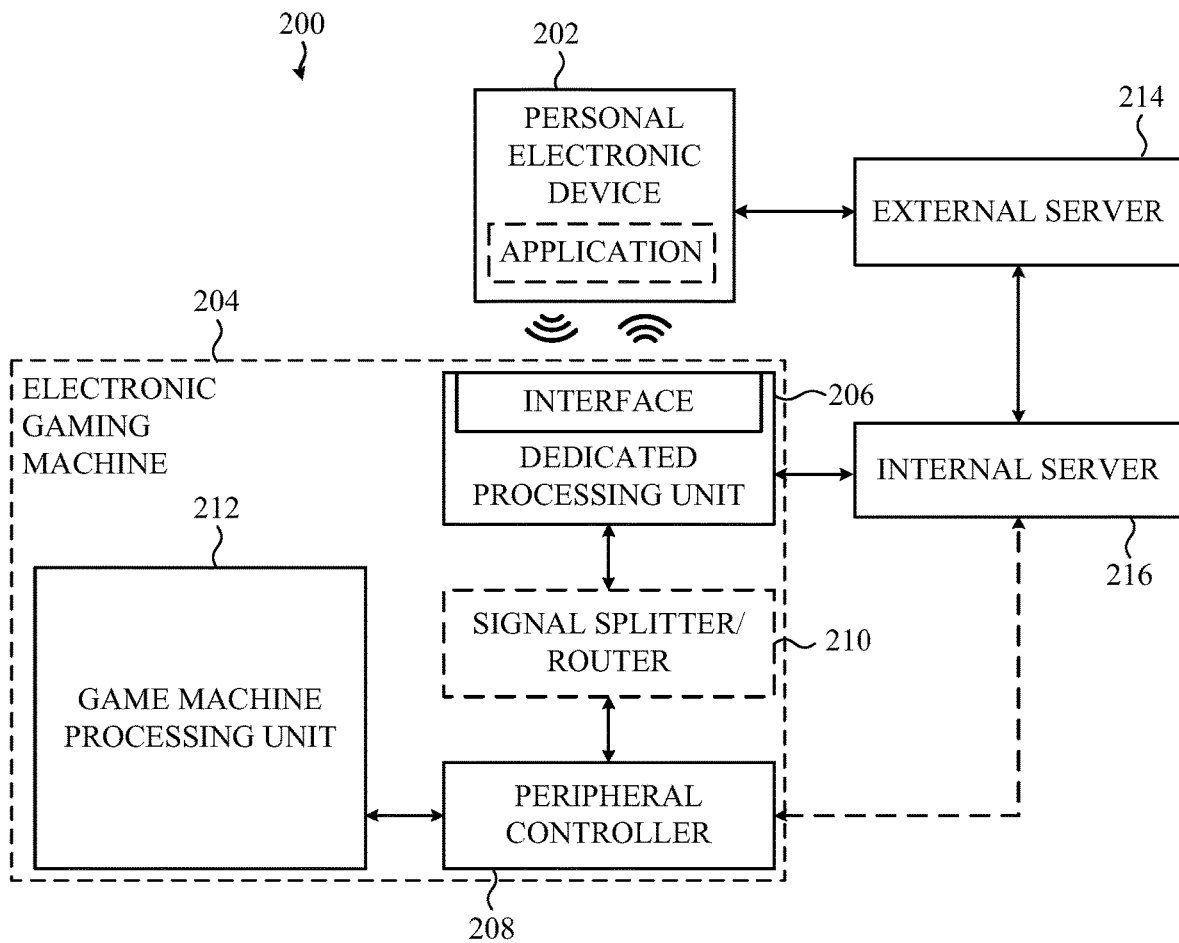 200
202
PERSONAL
ELECTRONIC
DEVICE
APPLICATION
214
EXTERNAL SERVER
204
ELECTRONIC
GAMING
MACHINE
INTERFACE
206
DEDICATED
PROCESSING UNIT
INTERNAL SERVER
216
212
GAME MACHINE
PROCESSING UNIT
SIGNAL SPLITTER/
ROUTER
210
PERIPHERAL
CONTROLLER
208